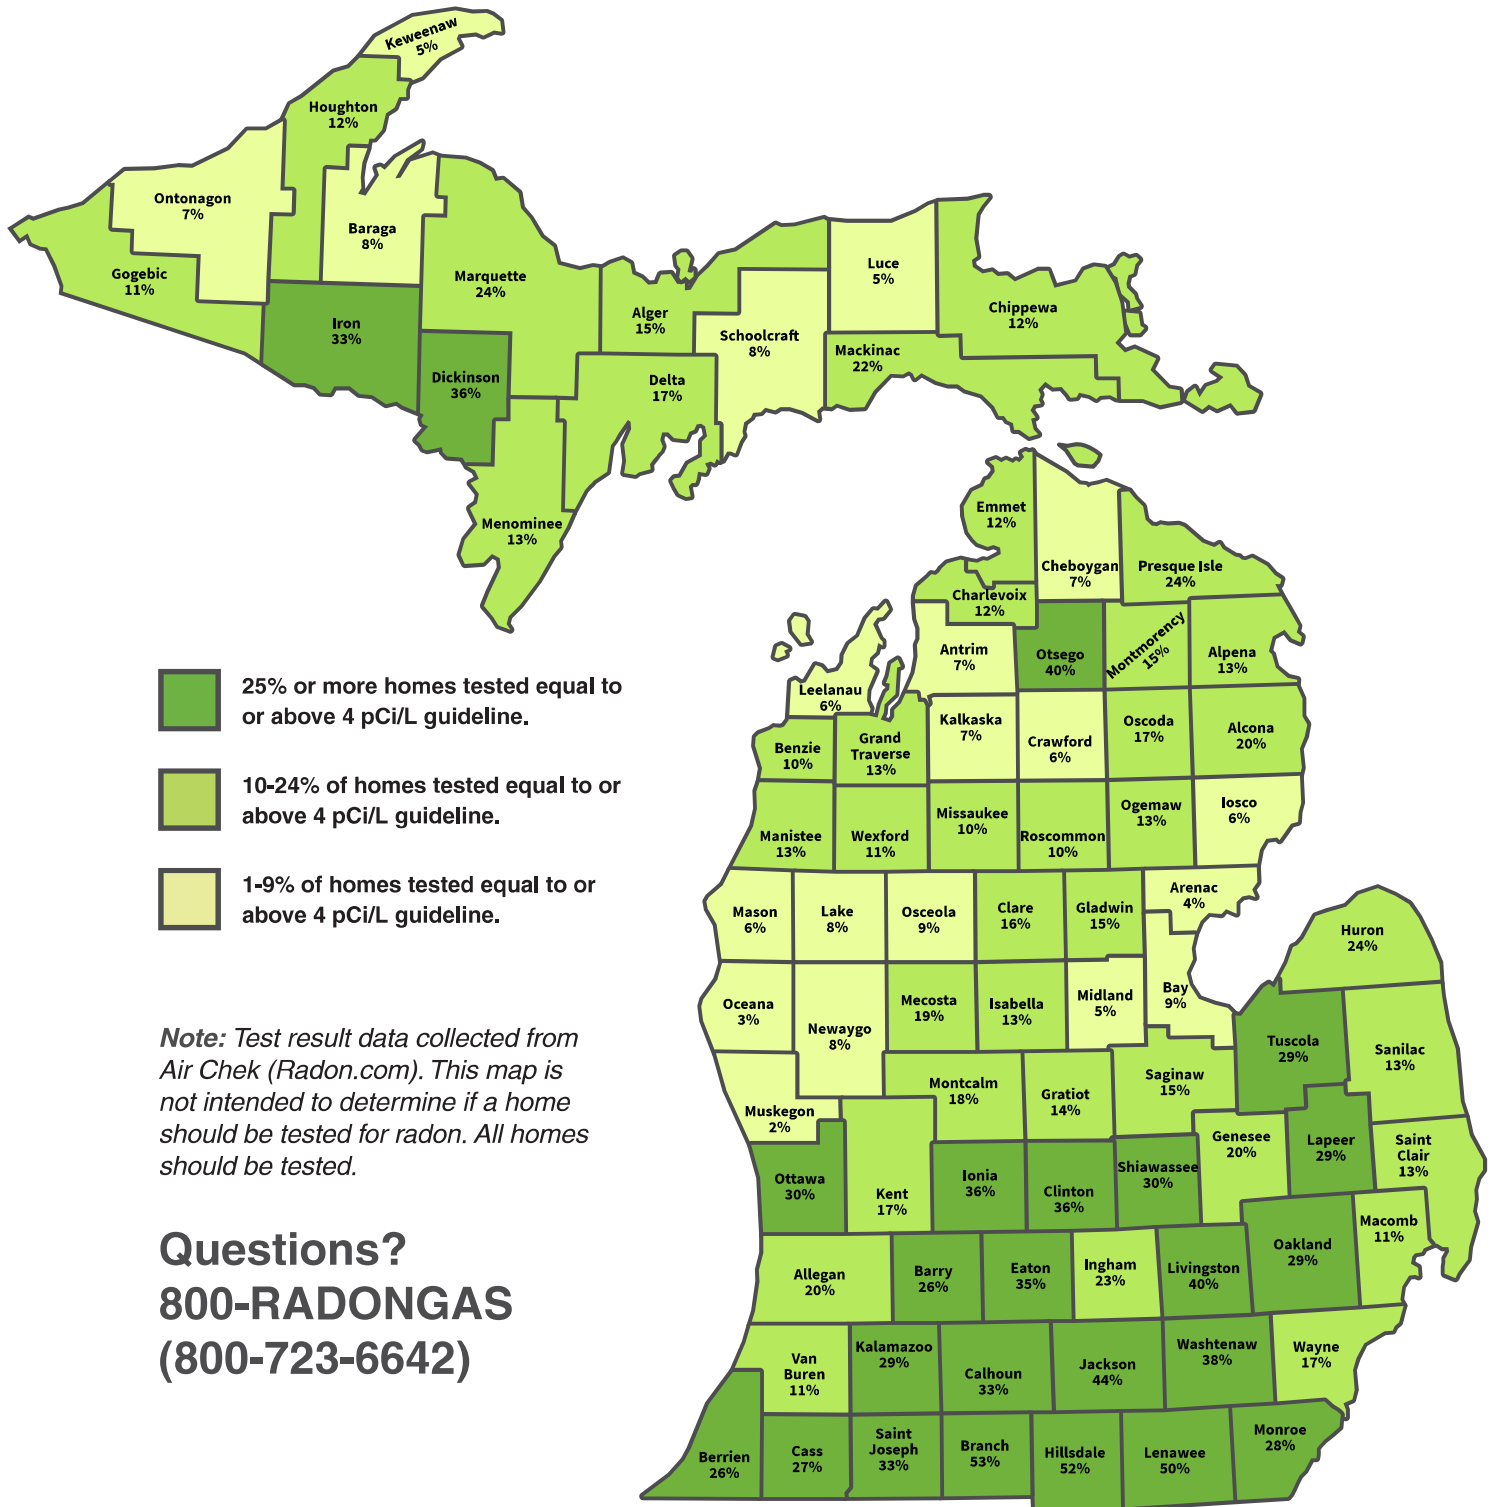 Keweenaw
5%
Houghton
12%
Ontonagon
7%
Baraga
8%
Gogebic
11%
Marquette
24%
Luce
5%
Iron
33%
Alger
15%
Chippewa
12%
Schoolcraft
8%
Mackinac
22%
Dickinson
36%
Delta
17%
Menominee
13%
Emmet
12%
Cheboygan
7%
Presque Isle
24%
Charlevoix
12%
Antrim
7%
Otsego
40%
Montmorency
15%
Alpena
13%
Leelanau
6%
Benzie
10%
Grand
Traverse
13%
Kalkaska
7%
Crawford
6%
Oscoda
17%
Alcona
20%
Manistee
13%
Wexford
11%
Missaukee
10%
Roscommon
10%
Ogemaw
13%
Iosco
6%
Mason
6%
Lake
8%
Osceola
9%
Clare
16%
Gladwin
15%
Arenac
4%
Huron
24%
Oceana
3%
Newaygo
8%
Mecosta
19%
Isabella
13%
Midland
5%
Bay
9%
Tuscola
29%
Sanilac
13%
Muskegon
2%
Montcalm
18%
Gratiot
14%
Saginaw
15%
Genesee
20%
Lapeer
29%
Saint
Clair
13%
Ottawa
30%
Kent
17%
Ionia
36%
Clinton
36%
Shiawassee
30%
Macomb
11%
Allegan
20%
Barry
26%
Eaton
35%
Ingham
23%
Livingston
40%
Oakland
29%
Van
Buren
11%
Kalamazoo
29%
Calhoun
33%
Jackson
44%
Washtenaw
38%
Wayne
17%
Berrien
26%
Cass
27%
Saint
Joseph
33%
Branch
53%
Hillsdale
52%
Lenawee
50%
Monroe
28%
25% or more homes tested equal to
or above 4 pCi/L guideline.
10-24% of homes tested equal to or
above 4 pCi/L guideline.
1-9% of homes tested equal to or
above 4 pCi/L guideline.
Note: Test result data collected from
Air Chek (Radon.com). This map is
not intended to determine if a home
should be tested for radon. All homes
should be tested.
Questions?
800-RADONGAS
(800-723-6642)